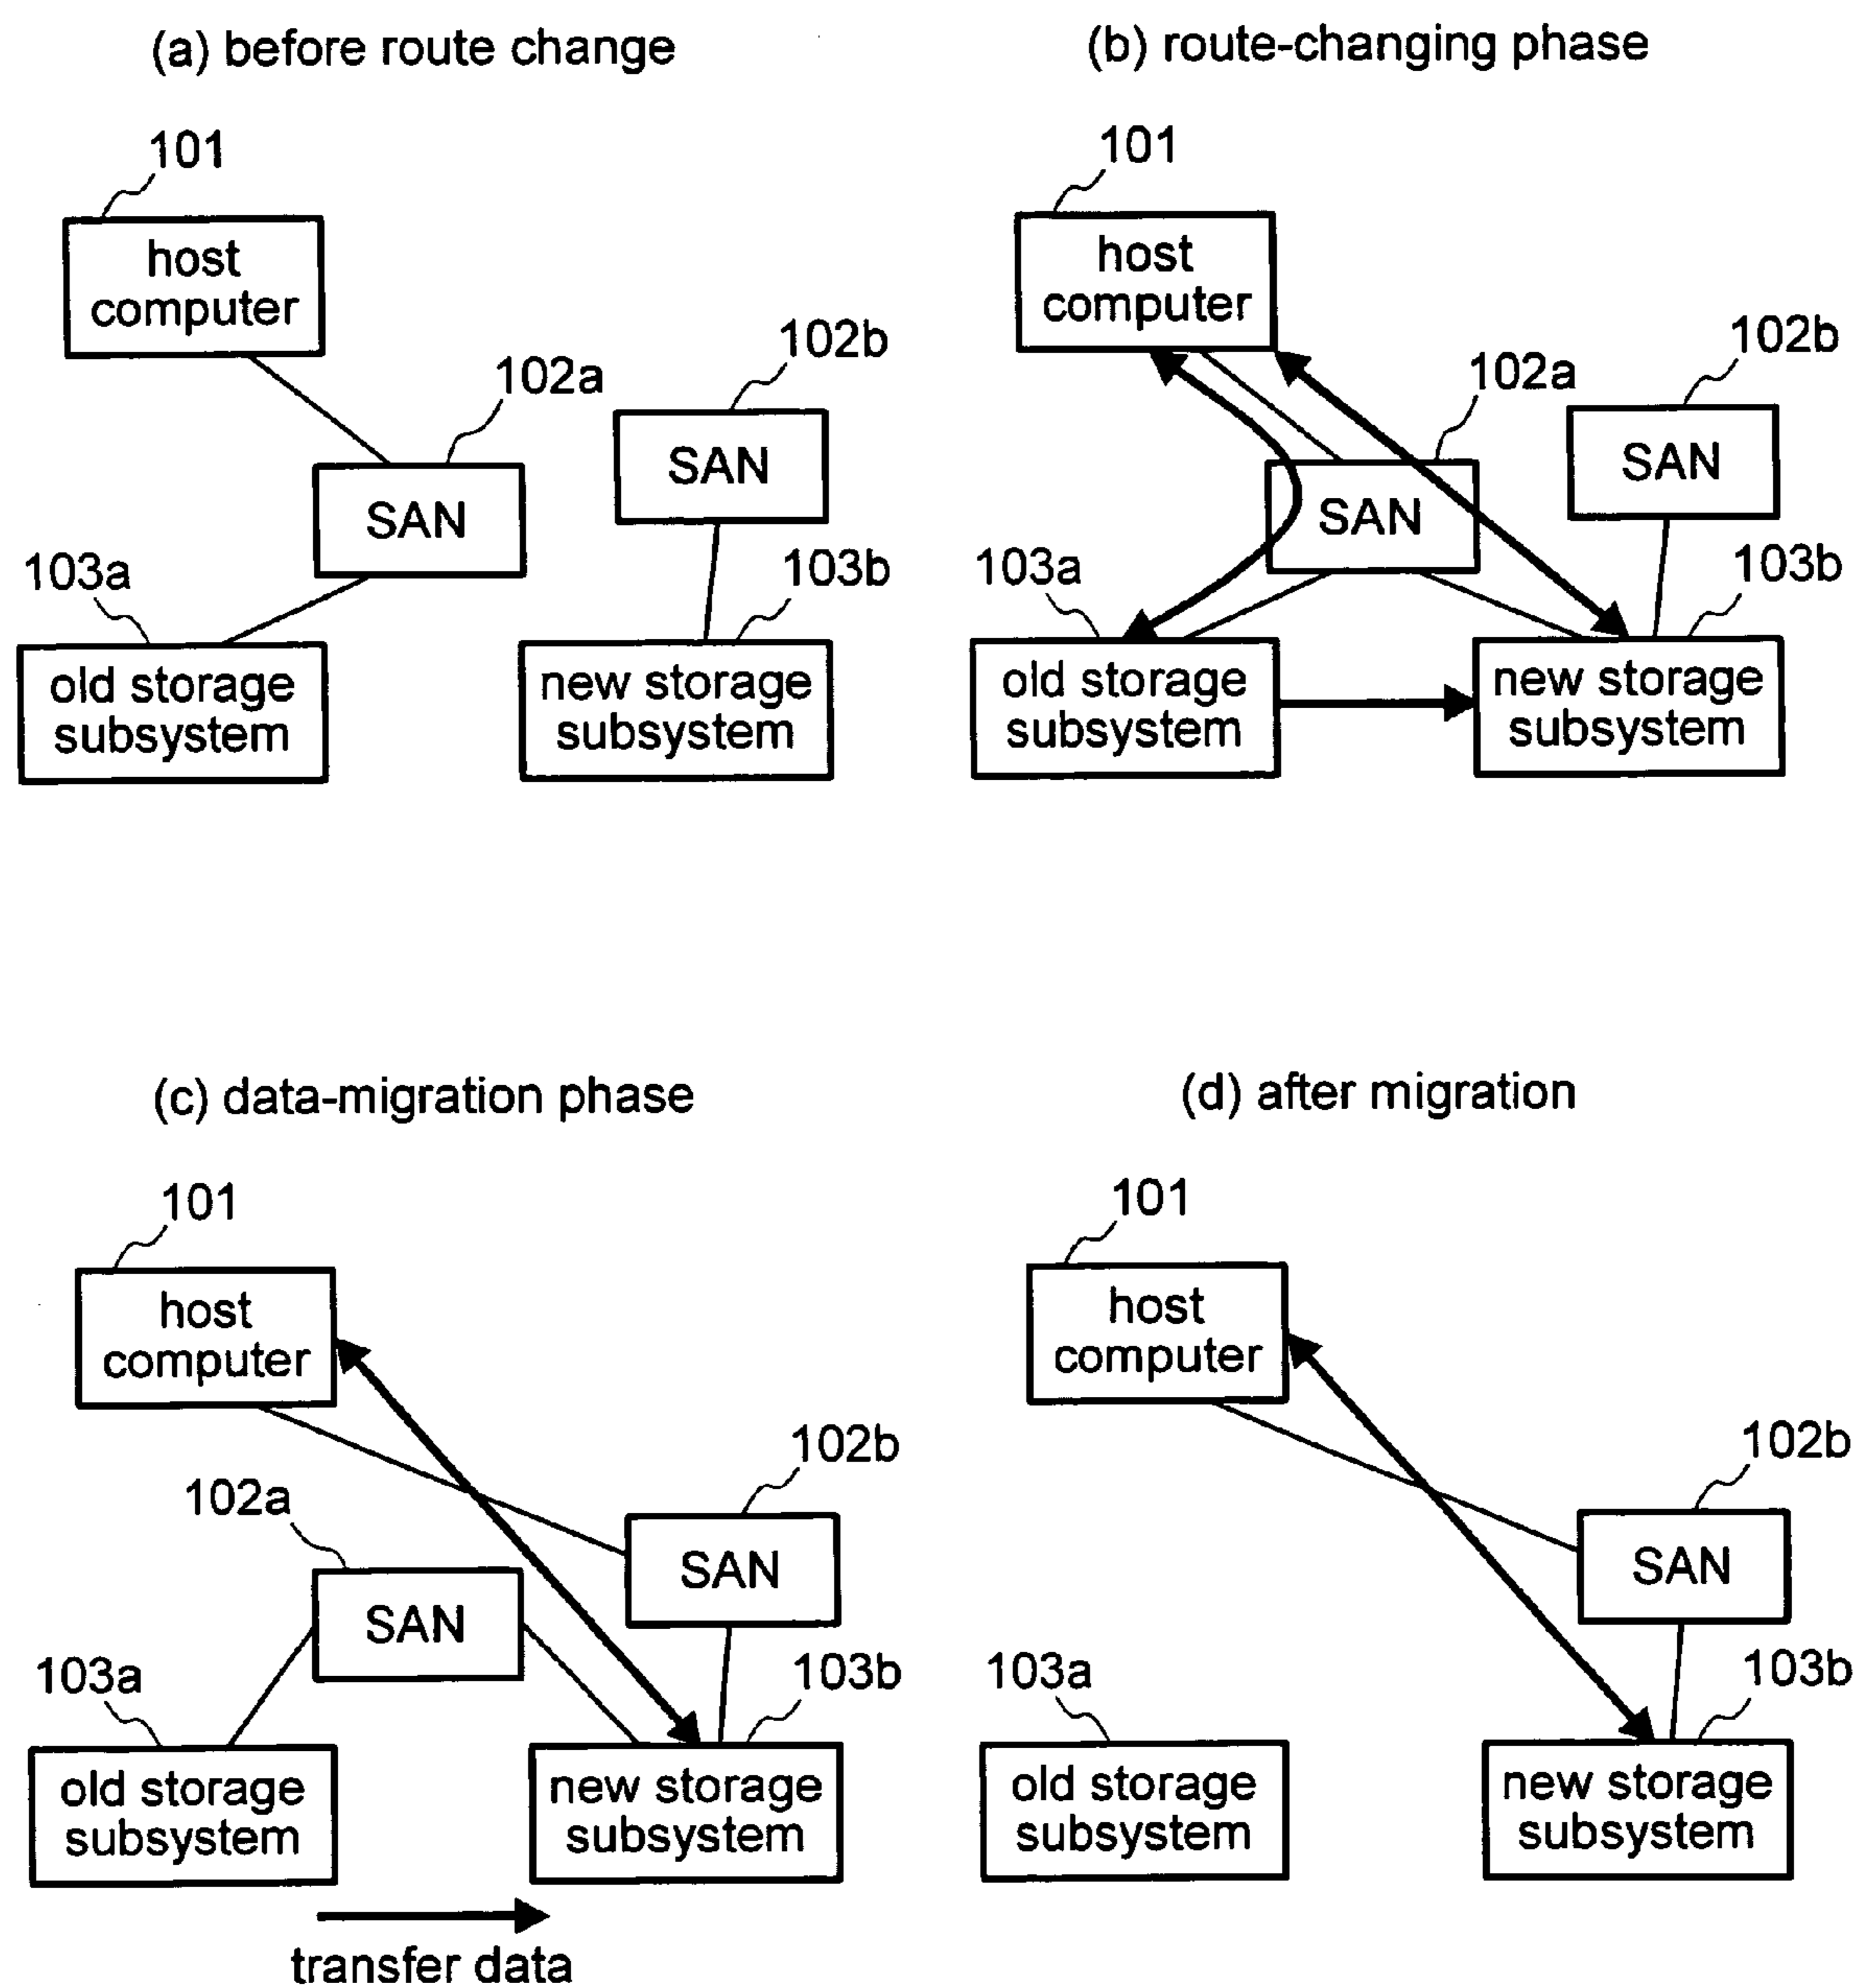 (a) before route change
101
host
computer
102b
102a
SAN
SAN
103a
103b
old storage
subsystem
new storage
subsystem
(b) route-changing phase
101
host
computer
102b
102a
SAN
SAN
103a
103b
old storage
subsystem
new storage
subsystem
(c) data-migration phase
101
host
computer
102b
102a
SAN
SAN
103a
103b
old storage
subsystem
new storage
subsystem
transfer data
(d) after migration
101
host
computer
102b
SAN
103a
103b
old storage
subsystem
new storage
subsystem